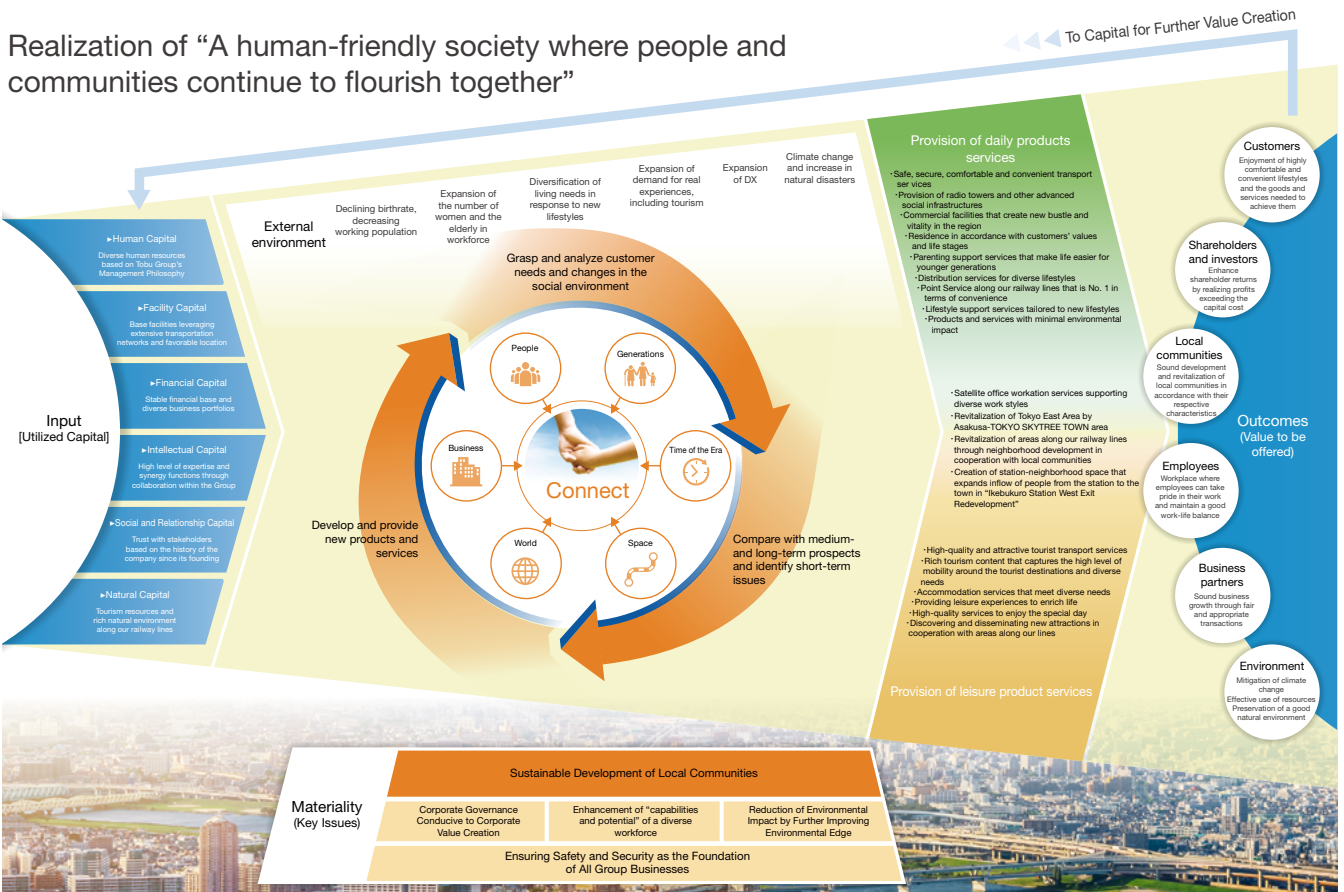 Realization of “A human-friendly society where people and
communities continue to flourish together”
To Capital for Further Value Creation
Input
[Utilized Capital]
▸Human Capital
Diverse human resources
based on Tobu Group's
Management Philosophy
▸Facility Capital
Base facilities leveraging
extensive transportation
networks and favorable location
▸Financial Capital
Stable financial base and
diverse business portfolios
▸Intellectual Capital
High level of expertise and
synergy functions through
collaboration within the Group
▸Social and Relationship Capital
Trust with stakeholders
based on the history of the
company since its founding
▸Natural Capital
Tourism resources and
rich natural environment
along our railway lines
External
environment
Declining birthrate,
decreasing
working population
Expansion of
the number of
women and the
elderly in
workforce
Diversification of
living needs in
response to new
lifestyles
Expansion of
demand for real
experiences,
including tourism
Expansion
of DX
Climate change
and increase in
natural disasters
Grasp and analyze customer
needs and changes in the
social environment
Compare with medium-
and long-term prospects
and identify short-term
issues
Develop and provide
new products and
services
People
Generations
Business
Time of the Era
World
Space
Connect
Provision of daily products
services
･Safe, secure, comfortable and convenient transport
ser vices
･Provision of radio towers and other advanced
social infrastructures
･Commercial facilities that create new bustle and
vitality in the region
･Residence in accordance with customers' values
and life stages
･Parenting support services that make life easier for
younger generations
･Distribution services for diverse lifestyles
･Point Service along our railway lines that is No. 1 in
terms of convenience
･Lifestyle support services tailored to new lifestyles
･Products and services with minimal environmental
impact
･Satellite office workation services supporting
diverse work styles
･Revitalization of Tokyo East Area by
Asakusa-TOKYO SKYTREE TOWN area
･Revitalization of areas along our railway lines
through neighborhood development in
cooperation with local communities
･Creation of station-neighborhood space that
expands inflow of people from the station to the
town in “Ikebukuro Station West Exit
Redevelopment”
･High-quality and attractive tourist transport services
･Rich tourism content that captures the high level of
mobility around the tourist destinations and diverse
needs
･Accommodation services that meet diverse needs
･Providing leisure experiences to enrich life
･High-quality services to enjoy the special day
･Discovering and disseminating new attractions in
cooperation with areas along our lines
Provision of leisure product services
Customers
Enjoyment of highly
comfortable and
convenient lifestyles
and the goods and
services needed to
achieve them
Shareholders
and investors
Enhance
shareholder returns
by realizing profits
exceeding the
capital cost
Local
communities
Sound development
and revitalization of
local communities in
accordance with their
respective
characteristics
Employees
Workplace where
employees can take
pride in their work
and maintain a good
work-life balance
Business
partners
Sound business
growth through fair
and appropriate
transactions
Environment
Mitigation of climate
change
Effective use of resources
Preservation of a good
natural environment
Outcomes
(Value to be
offered)
Materiality
(Key Issues)
Sustainable Development of Local Communities
Corporate Governance
Conducive to Corporate
Value Creation
Enhancement of “capabilities
and potential” of a diverse
workforce
Reduction of Environmental
Impact by Further Improving
Environmental Edge
Ensuring Safety and Security as the Foundation
of All Group Businesses